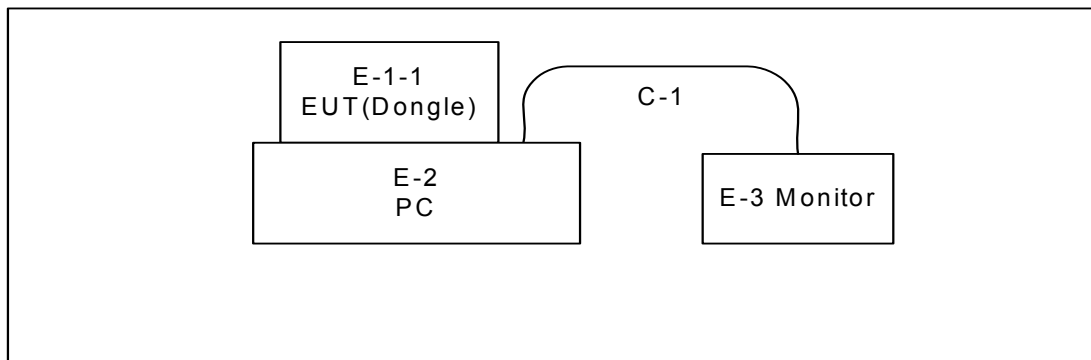 E-1-1
EUT(Dongle)
C-1
E-2
PC
E-3 Monitor